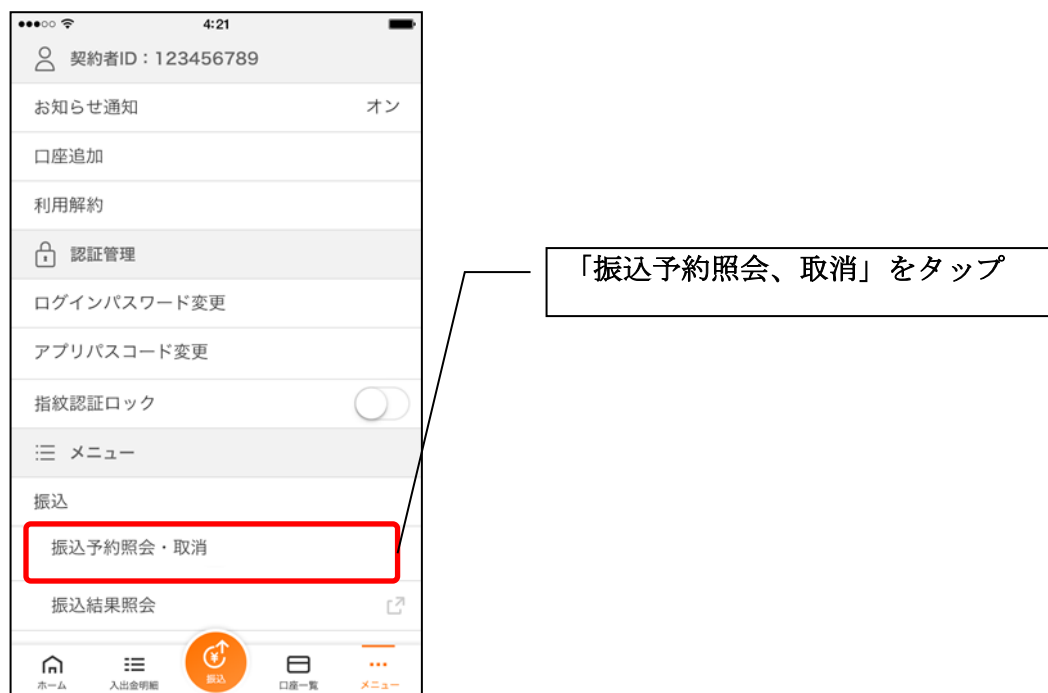 4:21
契約者ID：123456789
お知らせ通知 オン
口座追加
利用解約
認証管理
ログインパスワード変更
アプリパスコード変更
指紋認証ロック
メニュー
振込
振込予約照会・取消
振込結果照会
ホーム 入出金明細 振込 口座一覧 メニュー
「振込予約照会、取消」をタップ